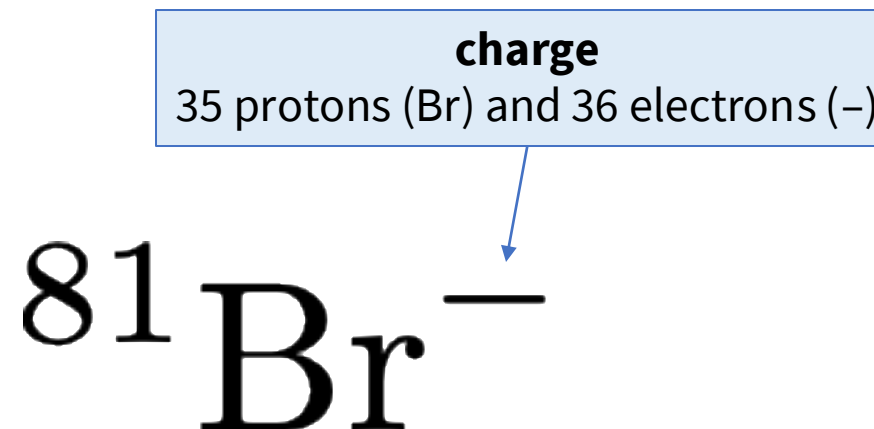 charge
35 protons (Br) and 36 electrons (–)
⁸¹Br⁻